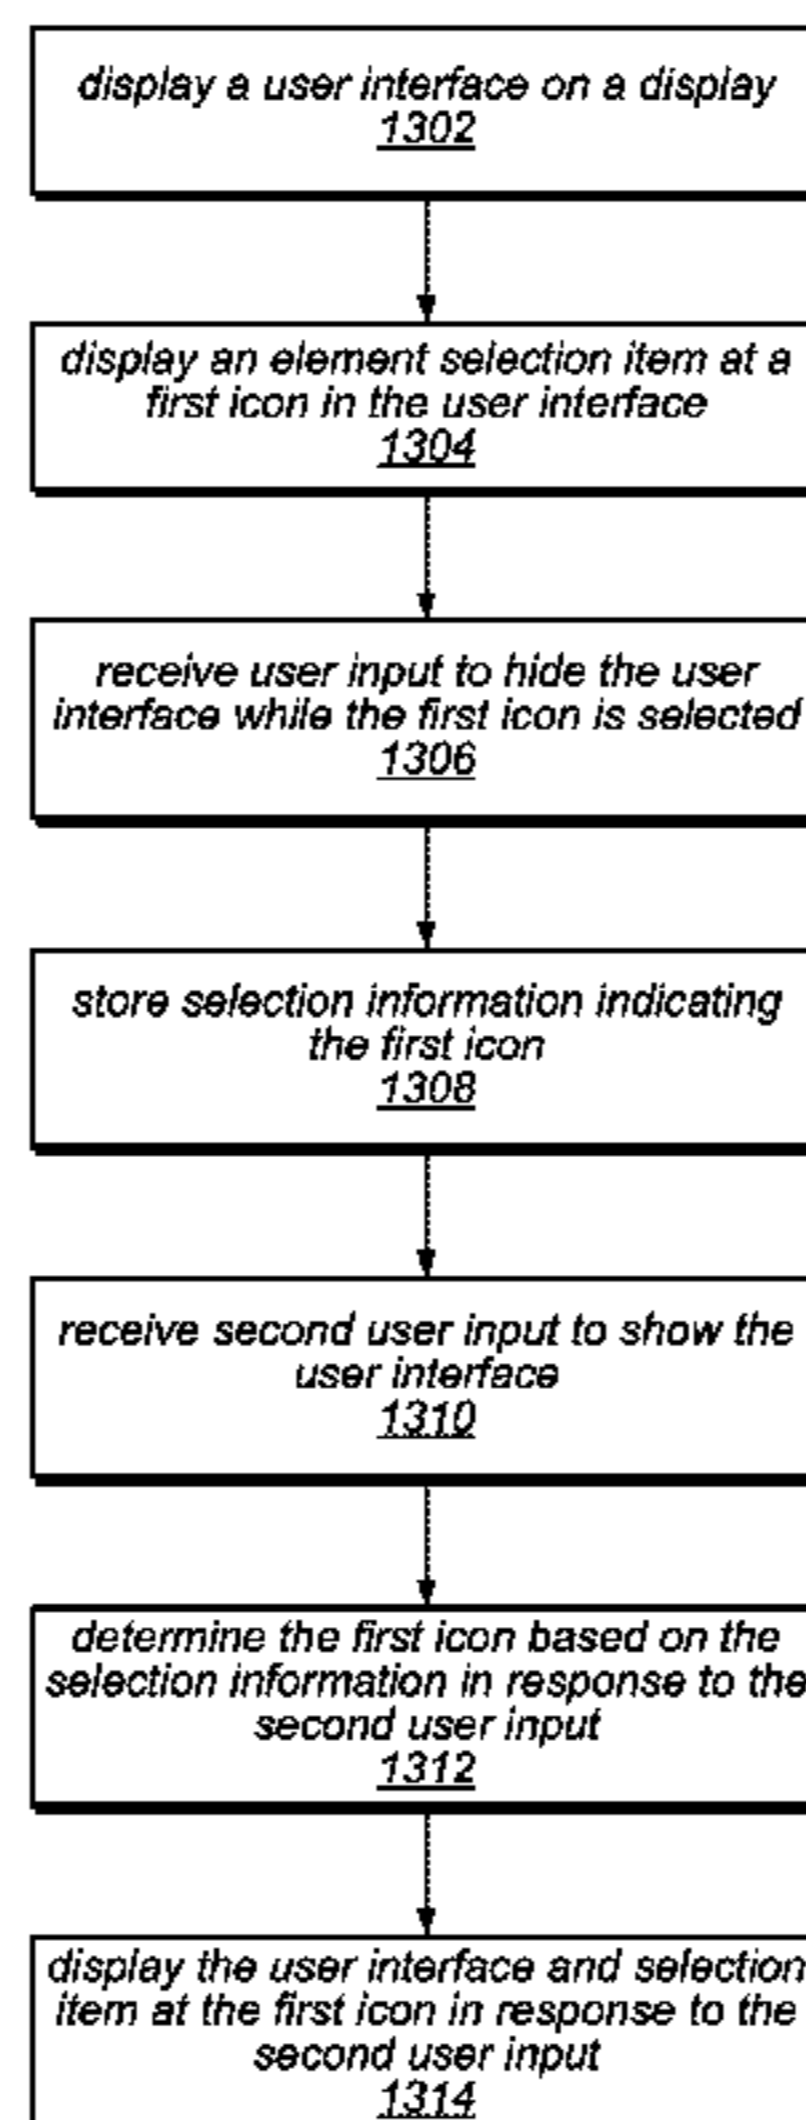 display a user interface on a display
1302
display an element selection item at a
first icon in the user interface
1304
receive user input to hide the user
interface while the first icon is selected
1306
store selection information indicating
the first icon
1308
receive second user input to show the
user interface
1310
determine the first icon based on the
selection information in response to the
second user input
1312
display the user interface and selection
item at the first icon in response to the
second user input
1314